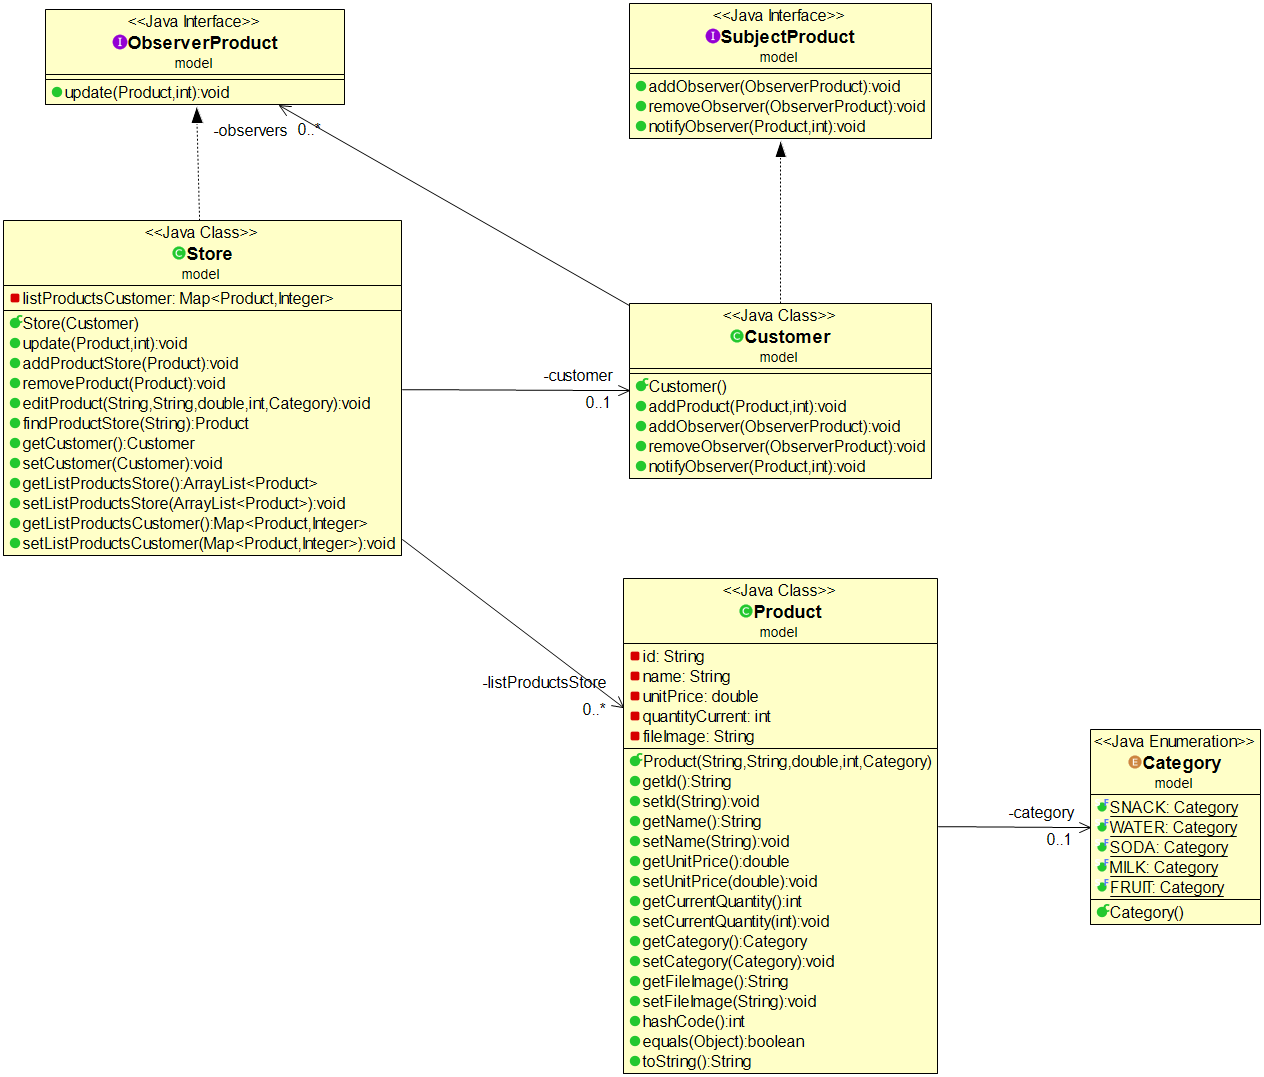 <<Java Interface>>
ObserverProduct
model
update(Product,int):void
<<Java Interface>>
SubjectProduct
model
addObserver(ObserverProduct):void
removeObserver(ObserverProduct):void
notifyObserver(Product,int):void
-observers 0..*
<<Java Class>>
Store
model
listProductsCustomer: Map<Product,Integer>
Store(Customer)
update(Product,int):void
addProductStore(Product):void
removeProduct(Product):void
editProduct(String,String,double,int,Category):void
findProductStore(String):Product
getCustomer():Customer
setCustomer(Customer):void
getListProductsStore():ArrayList<Product>
setListProductsStore(ArrayList<Product>):void
getListProductsCustomer():Map<Product,Integer>
setListProductsCustomer(Map<Product,Integer>):void
-customer
0..1
<<Java Class>>
Customer
model
Customer()
addProduct(Product,int):void
addObserver(ObserverProduct):void
removeObserver(ObserverProduct):void
notifyObserver(Product,int):void
-listProductsStore
0..*
<<Java Class>>
Product
model
id: String
name: String
unitPrice: double
quantityCurrent: int
fileImage: String
Product(String,String,double,int,Category)
getId():String
setId(String):void
getName():String
setName(String):void
getUnitPrice():double
setUnitPrice(double):void
getCurrentQuantity():int
setCurrentQuantity(int):void
getCategory():Category
setCategory(Category):void
getFileImage():String
setFileImage(String):void
hashCode():int
equals(Object):boolean
toString():String
-category
0..1
<<Java Enumeration>>
Category
model
SNACK: Category
WATER: Category
SODA: Category
MILK: Category
FRUIT: Category
Category()